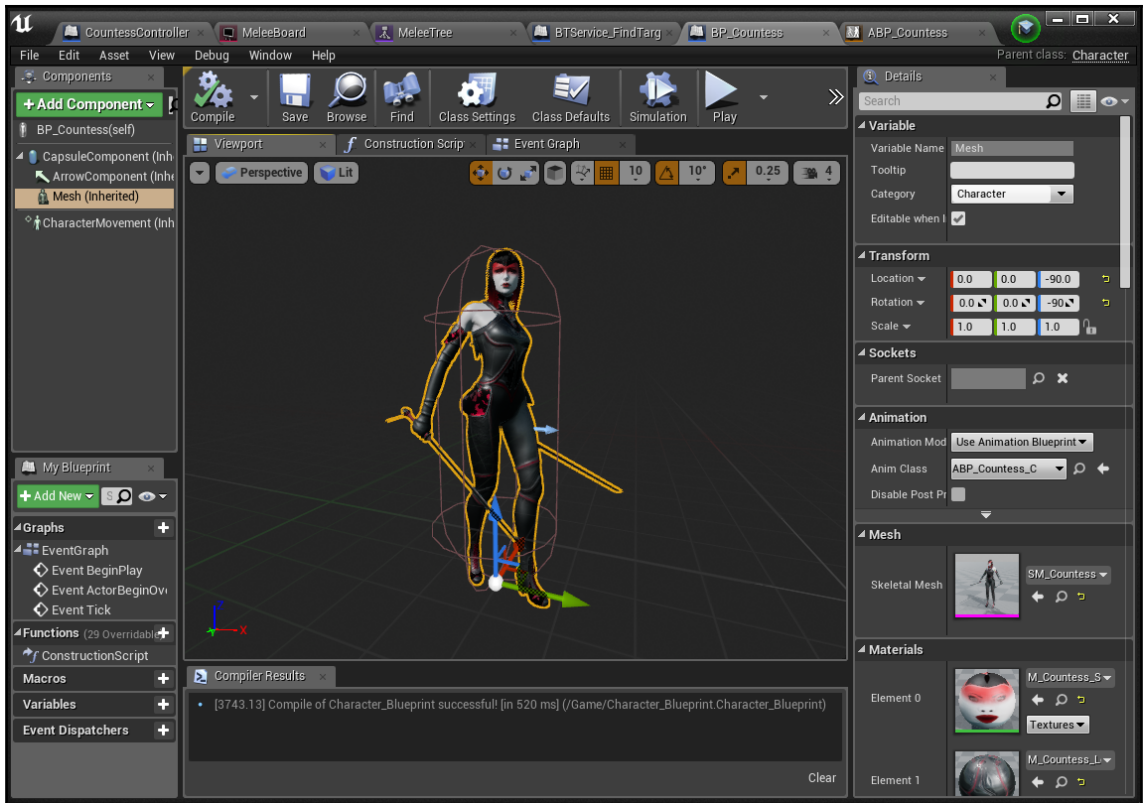 CountessController
MeleeBoard
MeleeTree
BTService_FindTarg
BP_Countess
ABP_Countess
File Edit Asset View Debug Window Help
Parent class: Character
Components
+Add Component
BP_Countess(self)
CapsuleComponent (Inh
ArrowComponent (Inhe
Mesh (Inherited)
CharacterMovement (Inh
My Blueprint
+Add New
S
Graphs
EventGraph
Event BeginPlay
Event ActorBeginOv
Event Tick
Functions (29 Overridable
ConstructionScript
Macros
Variables
Event Dispatchers
Compile Save Browse Find Class Settings Class Defaults Simulation Play
Viewport
Construction Scrip
Event Graph
Perspective Lit 10 10° 0.25 4
Z
X
Compiler Results
[3743.13] Compile of Character_Blueprint successful! [in 520 ms] (/Game/Character_Blueprint.Character_Blueprint)
Clear
Details
Search
Variable
Variable Name Mesh
Tooltip
Category Character
Editable when I
Transform
Location 0.0 0.0 -90.0
Rotation 0.0 0.0 -90
Scale 1.0 1.0 1.0
Sockets
Parent Socket
Animation
Animation Mod Use Animation Blueprint
Anim Class ABP_Countess_C
Disable Post Pr
Mesh
Skeletal Mesh SM_Countess
Materials
Element 0 M_Countess_S
Textures
Element 1 M_Countess_L